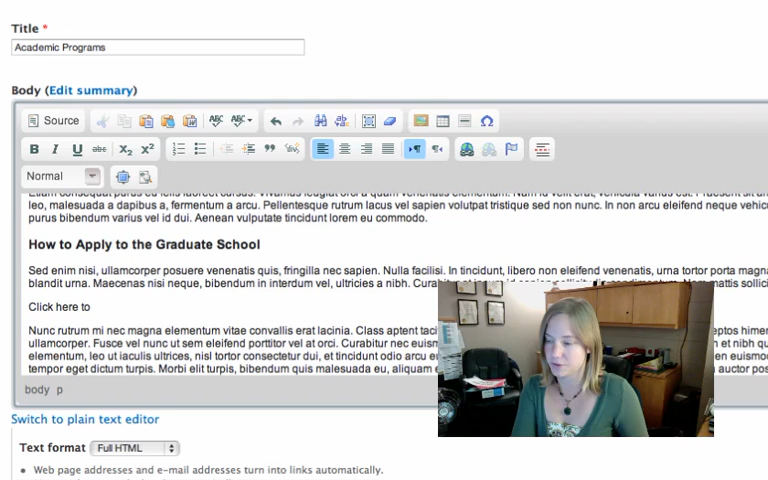 Title *
Academic Programs
Body (Edit summary)
Source
ABC ABC
B I U abc X2 X2
Normal
leo, malesuada a dapibus a, fermentum a arcu. Pellentesque rutrum lacus vel sapien volutpat tristique sed non nunc. In non arcu eleifend neque
purus bibendum varius vel id dui. Aenean vulputate tincidunt lorem eu commodo.
How to Apply to the Graduate School
Sed enim nisi, ullamcorper posuere venenatis quis, fringilla nec sapien. Nulla facilisi. In tincidunt, libero non eleifend venenatis, urna tortor porta
blandit urna. Maecenas nisi neque, bibendum in interdum vel, ultricies a nibh.
Click here to
Nunc rutrum mi nec magna elementum vitae convallis erat lacinia. Class aptent
ullamcorper. Fusce vel nunc ut sem eleifend porttitor vel at orci. Curabitur nec et nibh
elementum, leo ut iaculis ultrices, nisl tortor consectetur dui, et tincidunt odio arcu
tempor eget dictum turpis. Morbi elit turpis, bibendum quis malesuada eu, aliquam auctor
body p
Switch to plain text editor
Text format Full HTML
Web page addresses and e-mail addresses turn into links automatically.